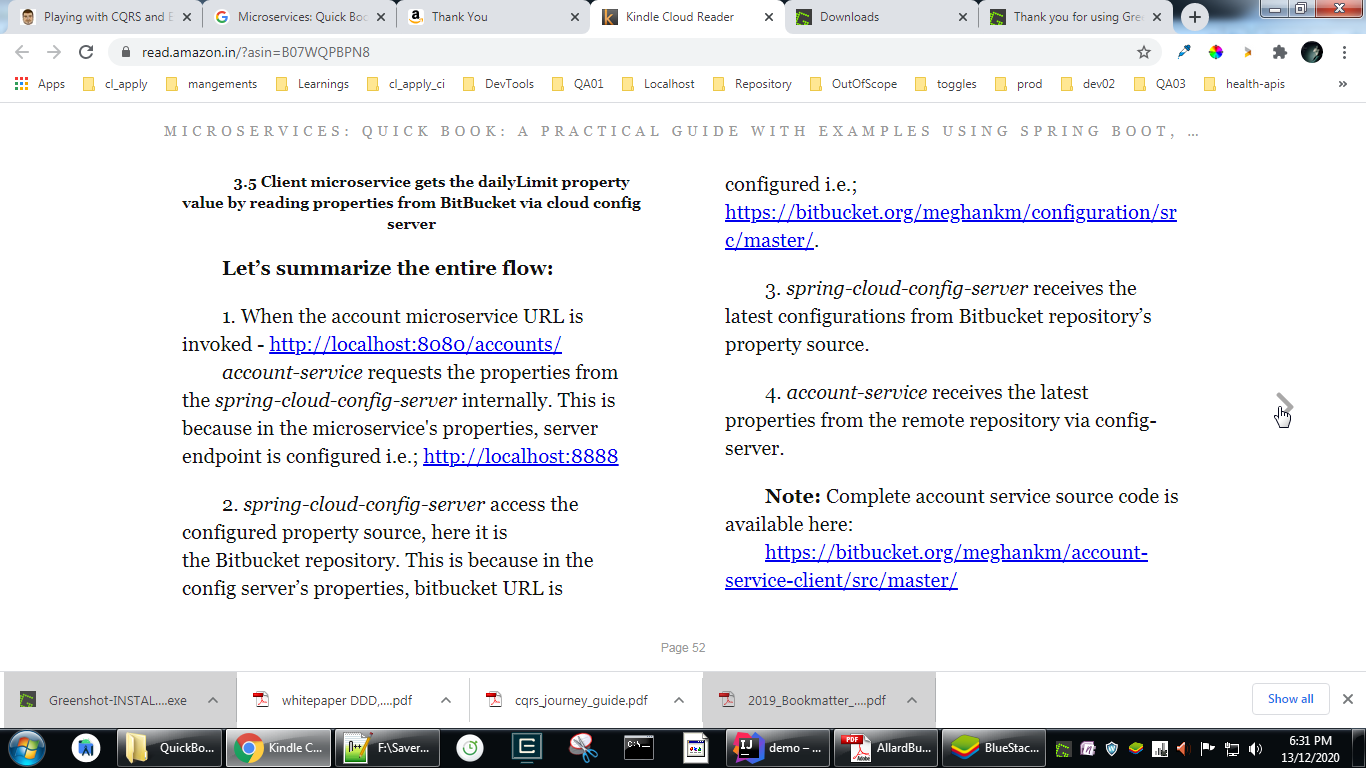 Playing with CQRS and E
Microservices: Quick Boo
Thank You
Kindle Cloud Reader
Downloads
Thank you for using Gre
read.amazon.in/?asin=B07WQPBPN8
Apps
cl_apply
mangements
Learnings
cl_apply_ci
DevTools
QA01
Localhost
Repository
OutOfScope
toggles
prod
dev02
QA03
health-apis
»
MICROSERVICES: QUICK BOOK: A PRACTICAL GUIDE WITH EXAMPLES USING SPRING BOOT, …
3.5 Client microservice gets the dailyLimit property
value by reading properties from BitBucket via cloud config
server
Let’s summarize the entire flow:
1. When the account microservice URL is
invoked - http://localhost:8080/accounts/
account-service requests the properties from
the spring-cloud-config-server internally. This is
because in the microservice's properties, server
endpoint is configured i.e.; http://localhost:8888
2. spring-cloud-config-server access the
configured property source, here it is
the Bitbucket repository. This is because in the
config server’s properties, bitbucket URL is
configured i.e.;
https://bitbucket.org/meghankm/configuration/sr
c/master/.
3. spring-cloud-config-server receives the
latest configurations from Bitbucket repository’s
property source.
4. account-service receives the latest
properties from the remote repository via config-
server.
Note: Complete account service source code is
available here:
https://bitbucket.org/meghankm/account-
service-client/src/master/
Page 52
Greenshot-INSTAL....exe
whitepaper DDD,....pdf
cqrs_journey_guide.pdf
2019_Bookmatter_....pdf
Show all
QuickBo...
Kindle C...
F:\Saver...
demo – ...
AllardBu...
BlueStac...
6:31 PM
13/12/2020